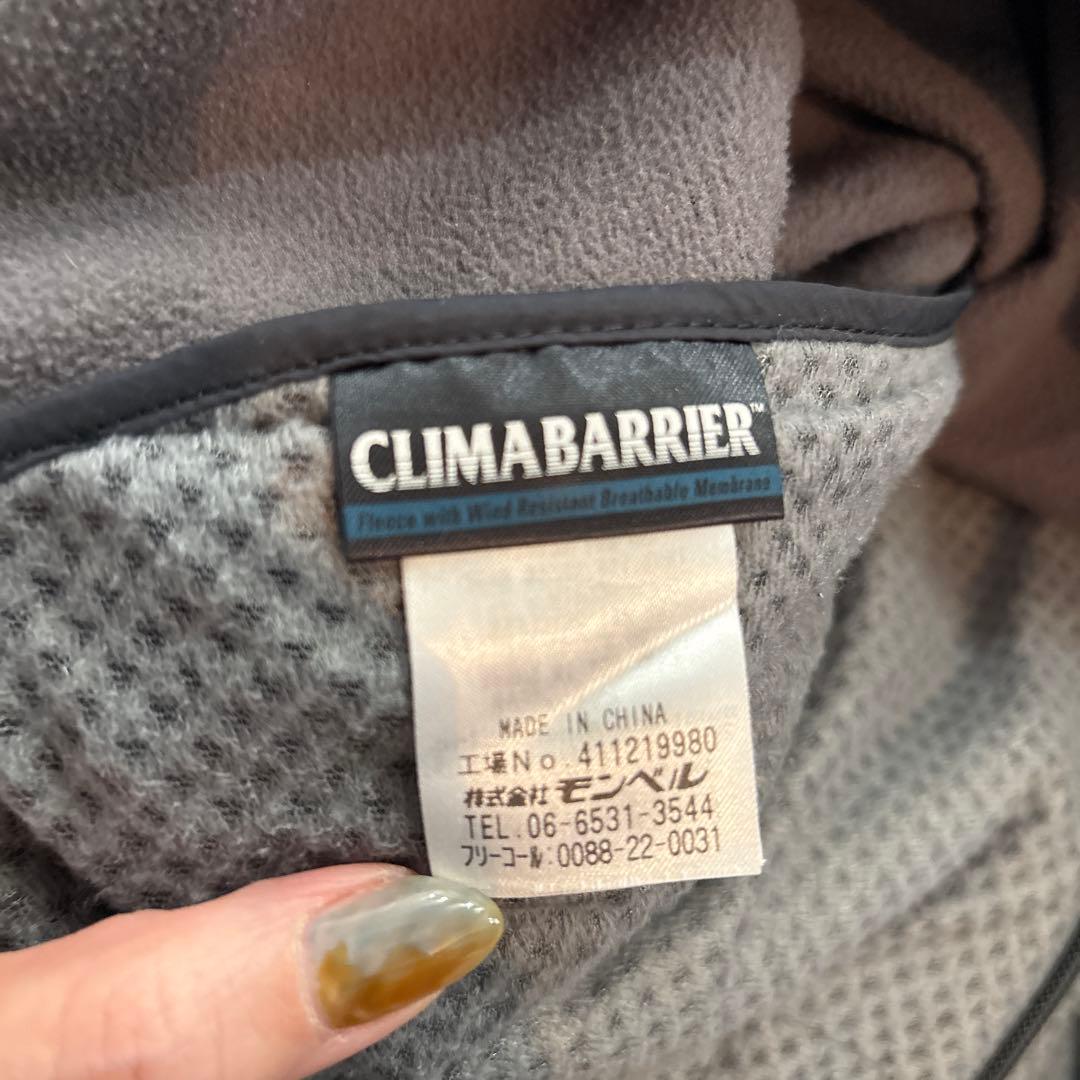 CLIMABARRIER™
Fleece with Wind Resistant Breathable Membrane
MADE IN CHINA
工場No.411219980
株式会社モンベル
TEL.06-6531-3544
フリーコール:0088-22-0031